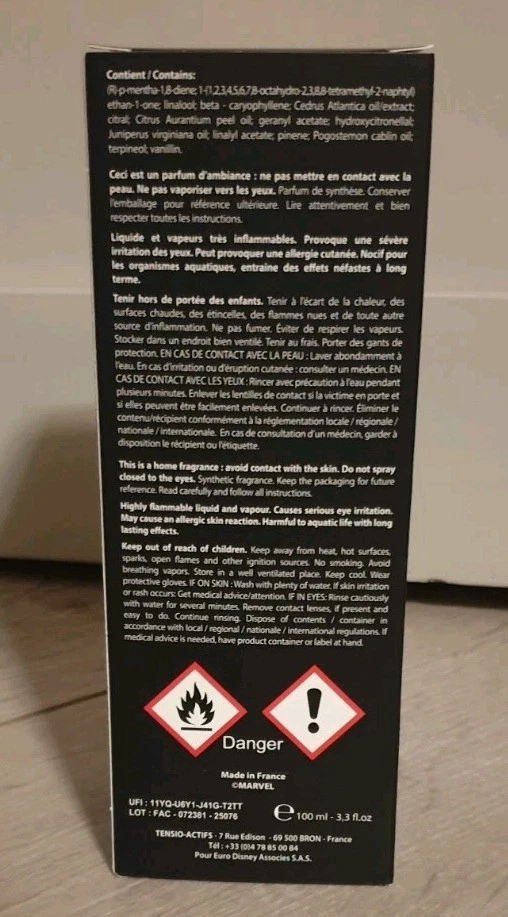 Contient / Contains:
(R)-p-mentha-1,8-diene; 1-(1,2,3,4,5,6,7,8-octahydro-2,3,8,8-tetramethyl-2-naphtyl)
ethan-1-one; linalool; beta - caryophyllene; Cedrus Atlantica oil/extract;
citral; Citrus Aurantium peel oil; geranyl acetate; hydroxycitronellal;
Juniperus virginiana oil; linalyl acetate; pinene; Pogostemon cablin oil;
terpineol; vanillin.
Ceci est un parfum d'ambiance : ne pas mettre en contact avec la
peau. Ne pas vaporiser vers les yeux. Parfum de synthèse. Conserver
l'emballage pour référence ultérieure. Lire attentivement et bien
respecter toutes les instructions.
Liquide et vapeurs très inflammables. Provoque une sévère
irritation des yeux. Peut provoquer une allergie cutanée. Nocif pour
les organismes aquatiques, entraine des effets néfastes à long
terme.
Tenir hors de portée des enfants. Tenir à l'écart de la chaleur, des
surfaces chaudes, des étincelles, des flammes nues et de toute autre
source d'inflammation. Ne pas fumer. Éviter de respirer les vapeurs.
Stocker dans un endroit bien ventilé. Tenir au frais. Porter des gants de
protection. EN CAS DE CONTACT AVEC LA PEAU : Laver abondamment à
l'eau. En cas d'irritation ou d'éruption cutanée : consulter un médecin. EN
CAS DE CONTACT AVEC LES YEUX : Rincer avec précaution à l'eau pendant
plusieurs minutes. Enlever les lentilles de contact si la victime en porte et
si elles peuvent être facilement enlevées. Continuer à rincer. Éliminer le
contenu/récipient conformément à la réglementation locale / régionale /
nationale / internationale. En cas de consultation d'un médecin, garder à
disposition le récipient ou l'étiquette.
This is a home fragrance : avoid contact with the skin. Do not spray
closed to the eyes. Synthetic fragrance. Keep the packaging for future
reference. Read carefully and follow all instructions.
Highly flammable liquid and vapour. Causes serious eye irritation.
May cause an allergic skin reaction. Harmful to aquatic life with long
lasting effects.
Keep out of reach of children. Keep away from heat, hot surfaces,
sparks, open flames and other ignition sources. No smoking. Avoid
breathing vapors. Store in a well ventilated place. Keep cool. Wear
protective gloves. IF ON SKIN : Wash with plenty of water. If skin irritation
or rash occurs: Get medical advice/attention. IF IN EYES: Rinse cautiously
with water for several minutes. Remove contact lenses, if present and
easy to do. Continue rinsing. Dispose of contents / container in
accordance with local / regional / nationale / international regulations. If
medical advice is needed, have product container or label at hand.
Danger
Made in France
©MARVEL
UFI : 11YQ-U6Y1-J41G-T2TT
LOT : FAC - 072381 - 25076
e 100 ml - 3,3 fl.oz
TENSIO-ACTIFS - 7 Rue Edison - 69 500 BRON - France
Tél : +33 (0)4 78 85 00 84
Pour Euro Disney Associes S.A.S.